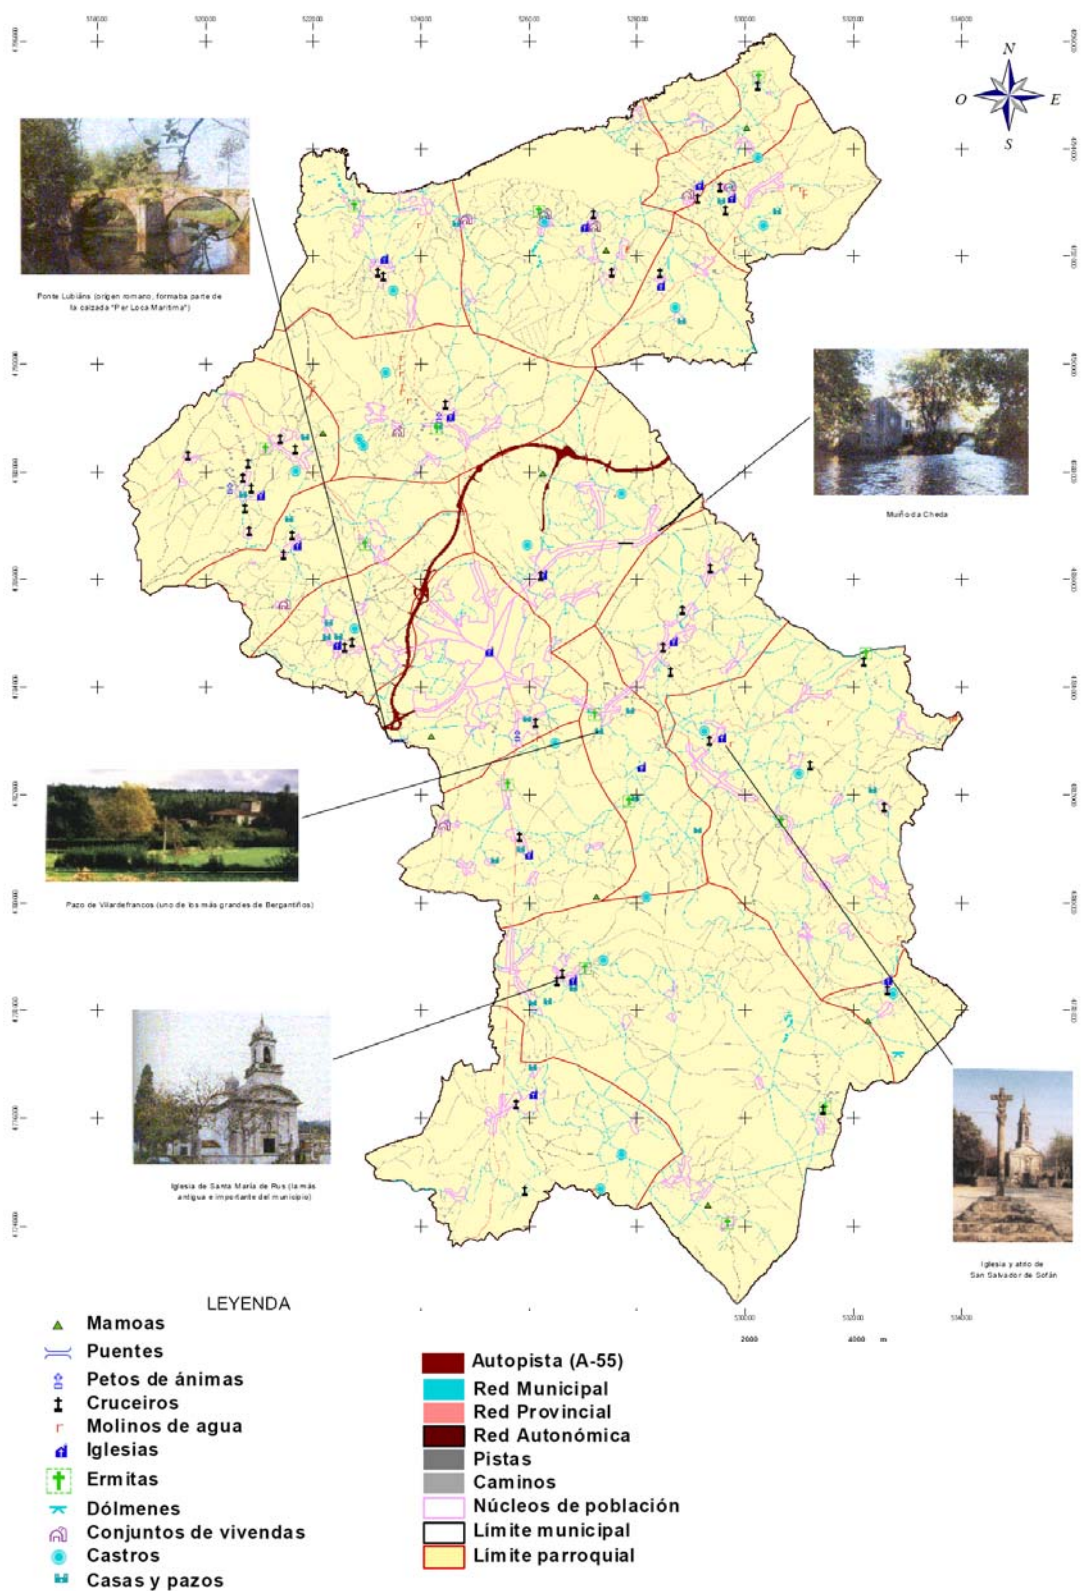 N
O
E
S
Ponte Lubiáns (origen romano, formaba parte de
la calzada "Per Loca Maritima")
Muiño da Cheda
Pazo de Vilardefrancos (uno de los más grandes de Bergantiños)
Iglesia de Santa María de Rus (la más
antigua e importante del municipio)
Iglesia y atrio de
San Salvador de Sofán
2000 4000 m
LEYENDA
Mamoas
Puentes
Petos de ánimas
Cruceiros
Molinos de agua
Iglesias
Ermitas
Dólmenes
Conjuntos de vivendas
Castros
Casas y pazos
Autopista (A-55)
Red Municipal
Red Provincial
Red Autonómica
Pistas
Caminos
Núcleos de población
Límite municipal
Límite parroquial